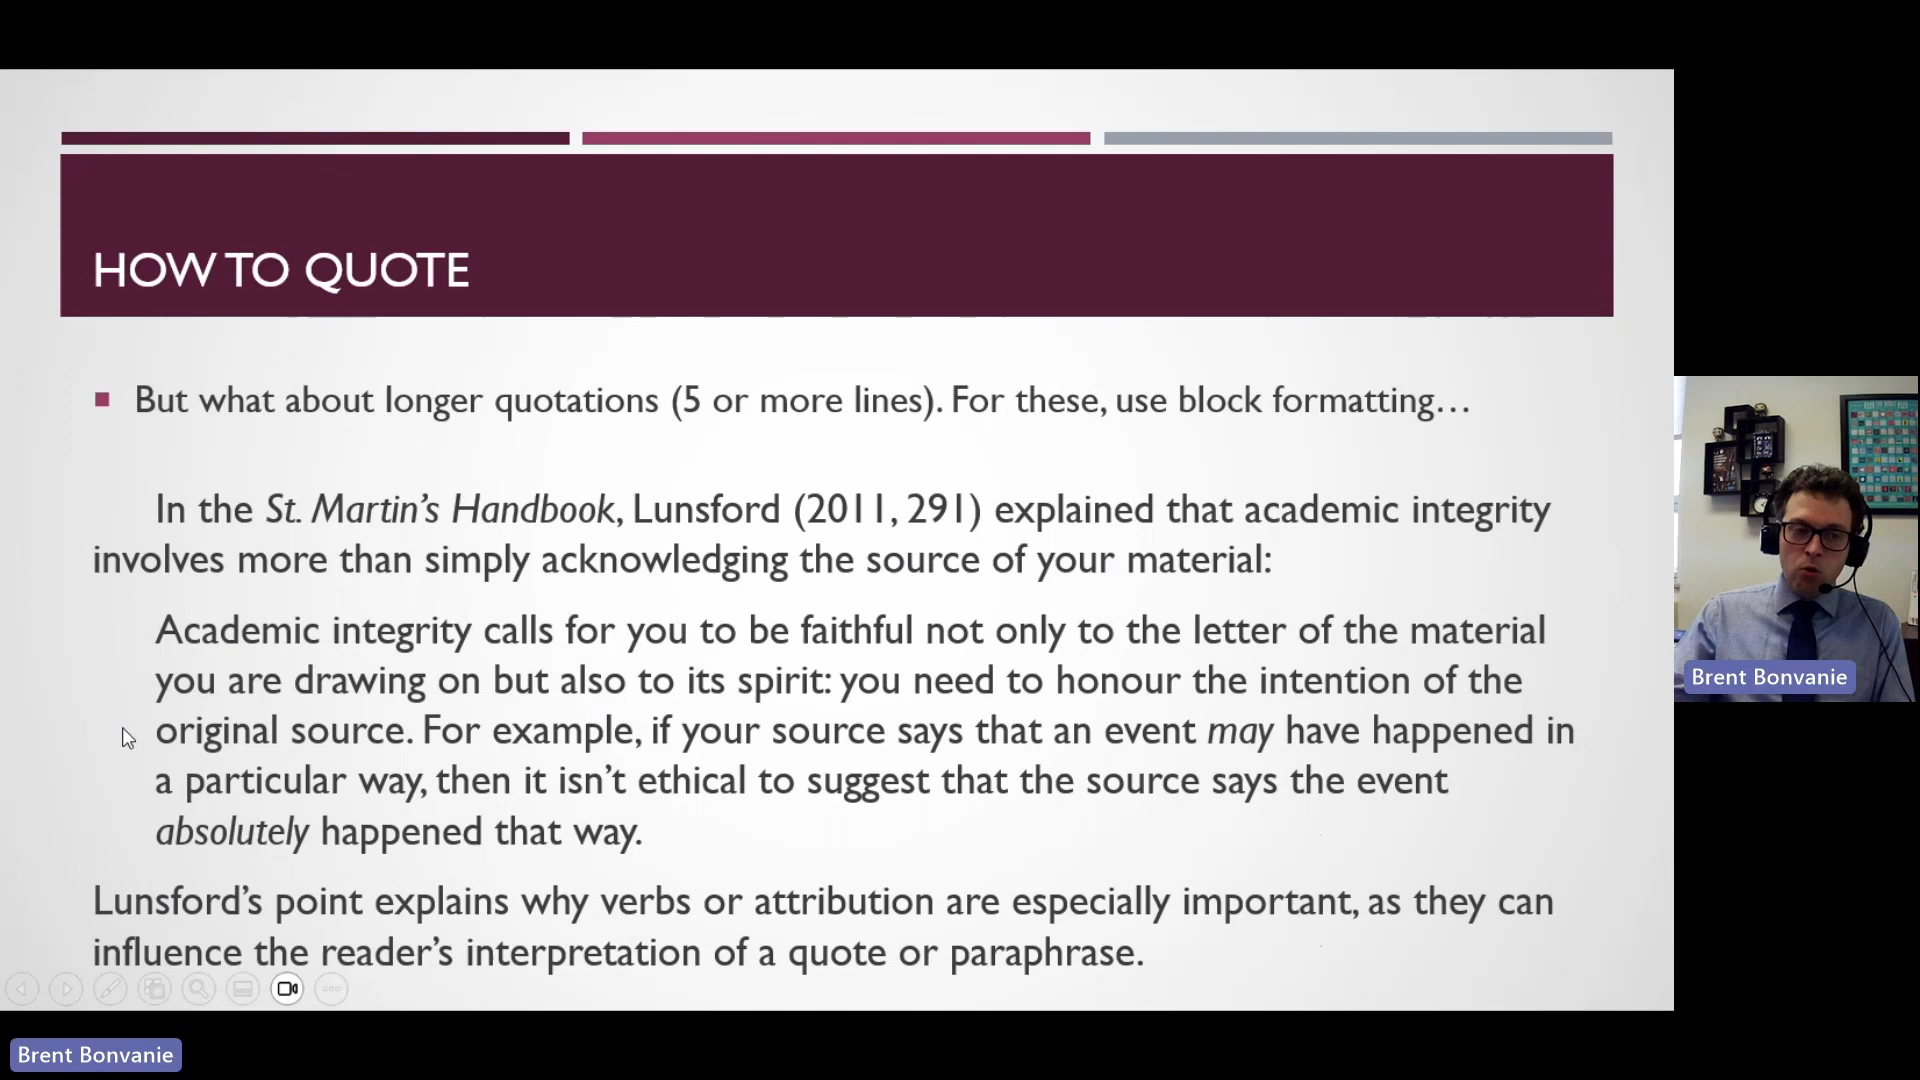 HOW TO QUOTE
But what about longer quotations (5 or more lines). For these, use block formatting…
In the St. Martin’s Handbook, Lunsford (2011, 291) explained that academic integrity
involves more than simply acknowledging the source of your material:
Academic integrity calls for you to be faithful not only to the letter of the material
you are drawing on but also to its spirit: you need to honour the intention of the
original source. For example, if your source says that an event may have happened in
a particular way, then it isn’t ethical to suggest that the source says the event
absolutely happened that way.
Lunsford’s point explains why verbs or attribution are especially important, as they can
influence the reader’s interpretation of a quote or paraphrase.
Brent Bonvanie
Brent Bonvanie